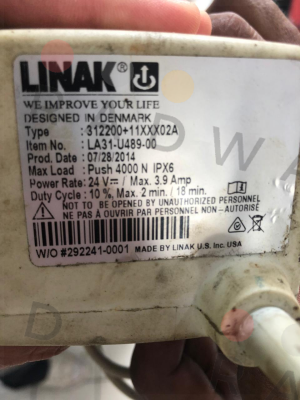 LINAK®
WE IMPROVE YOUR LIFE
DESIGNED IN DENMARK
Type : 312200+11XXX02A
Item No. : LA31-U489-00
Prod. Date : 07/28/2014
Max Load : Push 4000 N IPX6
Power Rate : 24 V⎓ / Max. 3.9 Amp
Duty Cycle : 10 %, Max. 2 min. / 18 min.
NOT TO BE OPENED BY UNAUTHORIZED PERSONNEL
NE PAS OUVRIR PAR PERSONNEL NON AUTORISÉ
W/O #292241-0001 MADE BY LINAK U.S. Inc. USA